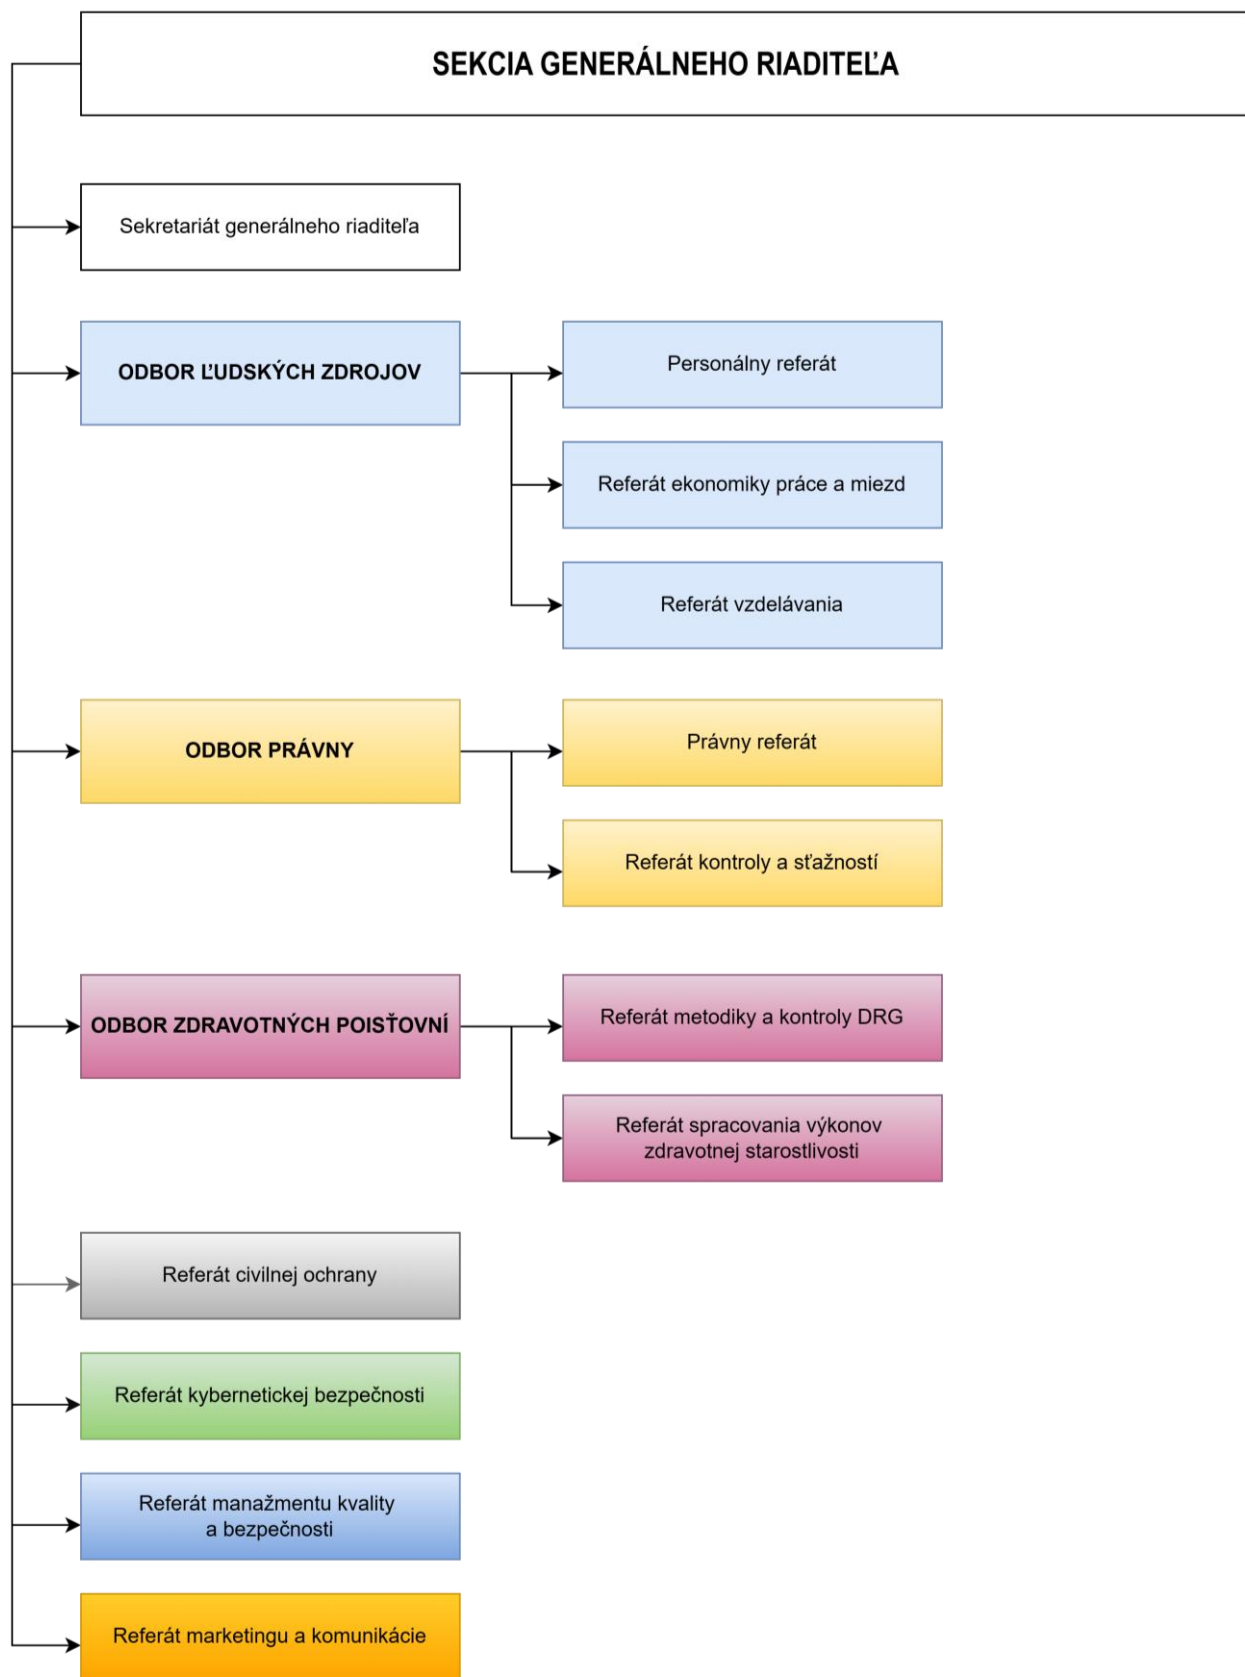 SEKCIA GENERÁLNEHO RIADITEĽA
Sekretariát generálneho riaditeľa
ODBOR ĽUDSKÝCH ZDROJOV
Personálny referát
Referát ekonomiky práce a miezd
Referát vzdelávania
ODBOR PRÁVNY
Právny referát
Referát kontroly a sťažností
ODBOR ZDRAVOTNÝCH POISŤOVNÍ
Referát metodiky a kontroly DRG
Referát spracovania výkonov
zdravotnej starostlivosti
Referát civilnej ochrany
Referát kybernetickej bezpečnosti
Referát manažmentu kvality
a bezpečnosti
Referát marketingu a komunikácie